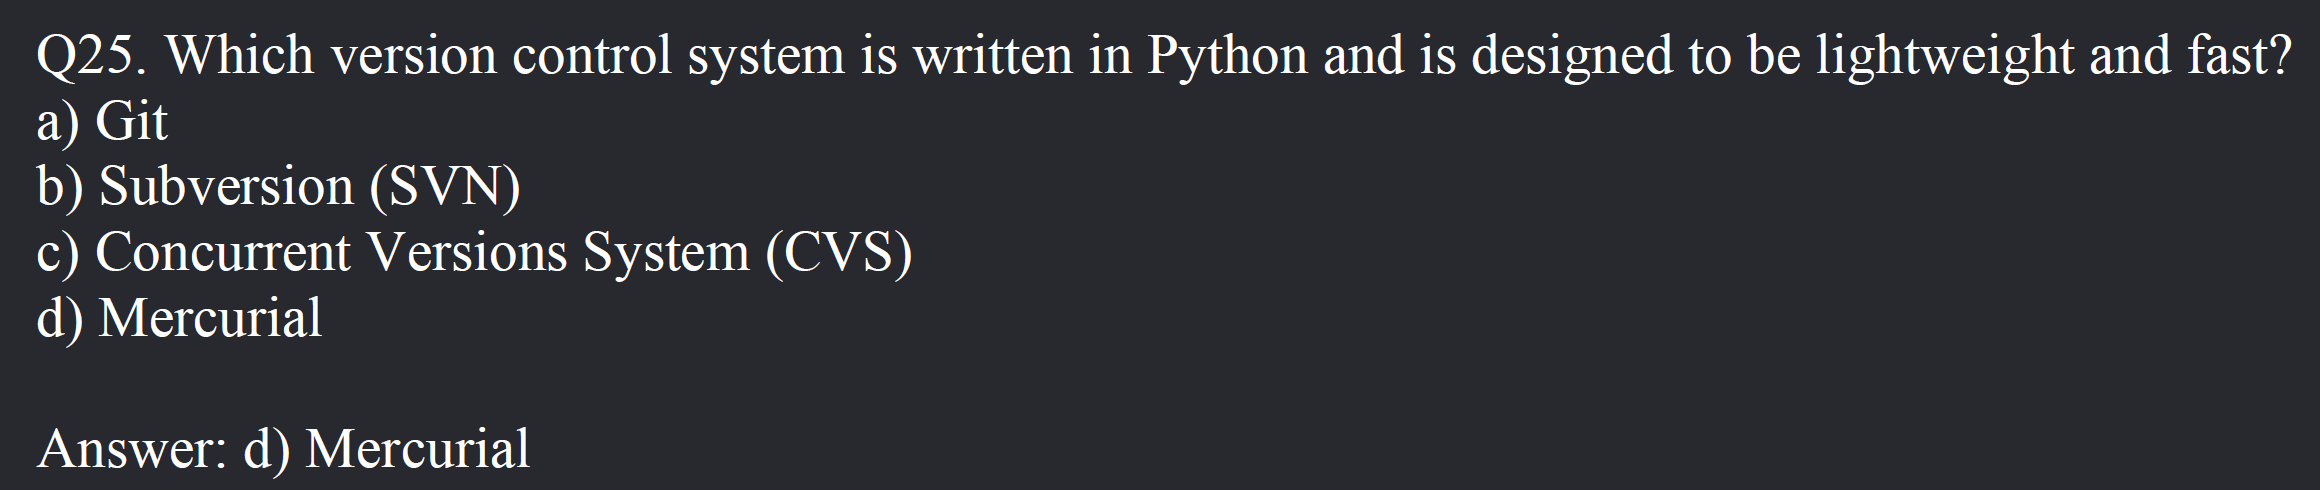 Q25. Which version control system is written in Python and is designed to be lightweight and fast?
a) Git
b) Subversion (SVN)
c) Concurrent Versions System (CVS)
d) Mercurial
Answer: d) Mercurial